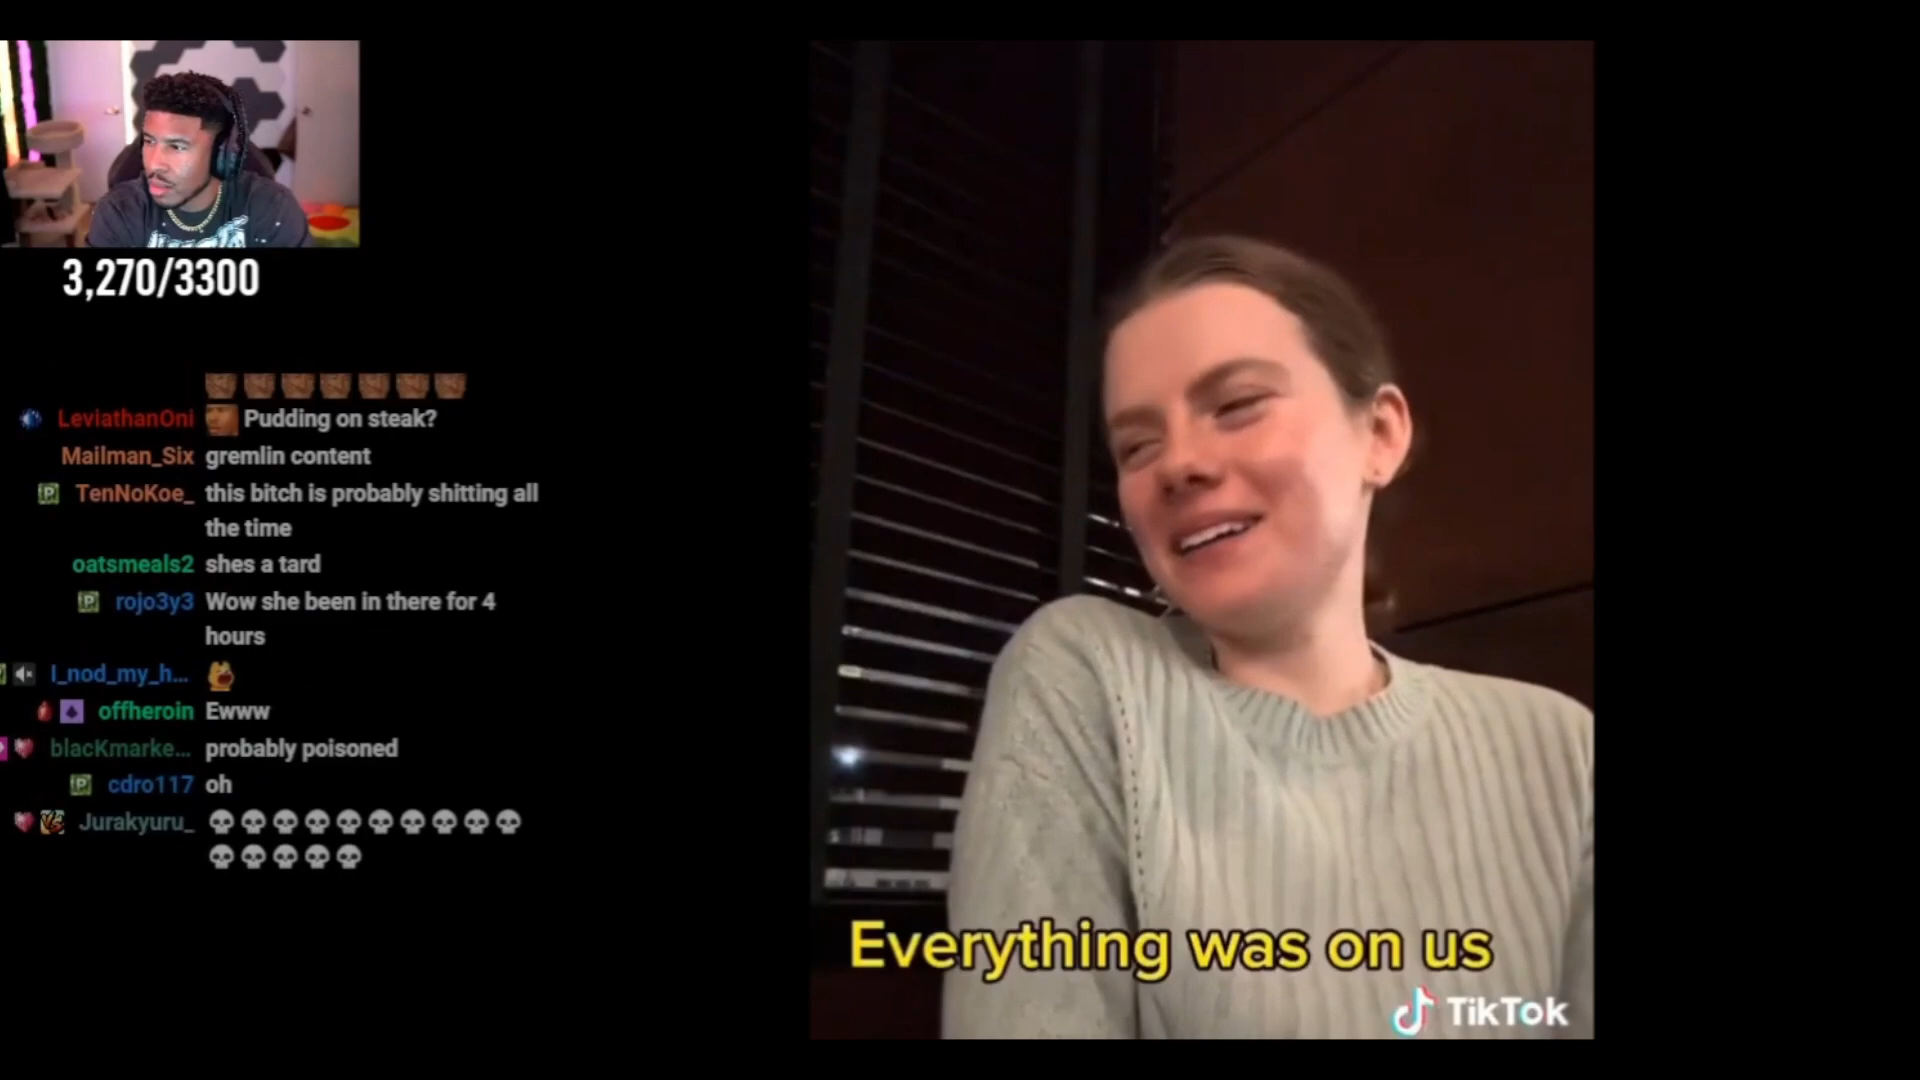 3,270/3300
LeviathanOni Pudding on steak?
Mailman_Six gremlin content
TenNoKoe_ this bitch is probably shitting all
the time
oatsmeals2 shes a tard
rojo3y3 Wow she been in there for 4
hours
I_nod_my_h...
offheroin Ewww
blacKmarke... probably poisoned
cdro117 oh
Jurakyuru_
Everything was on us
TikTok